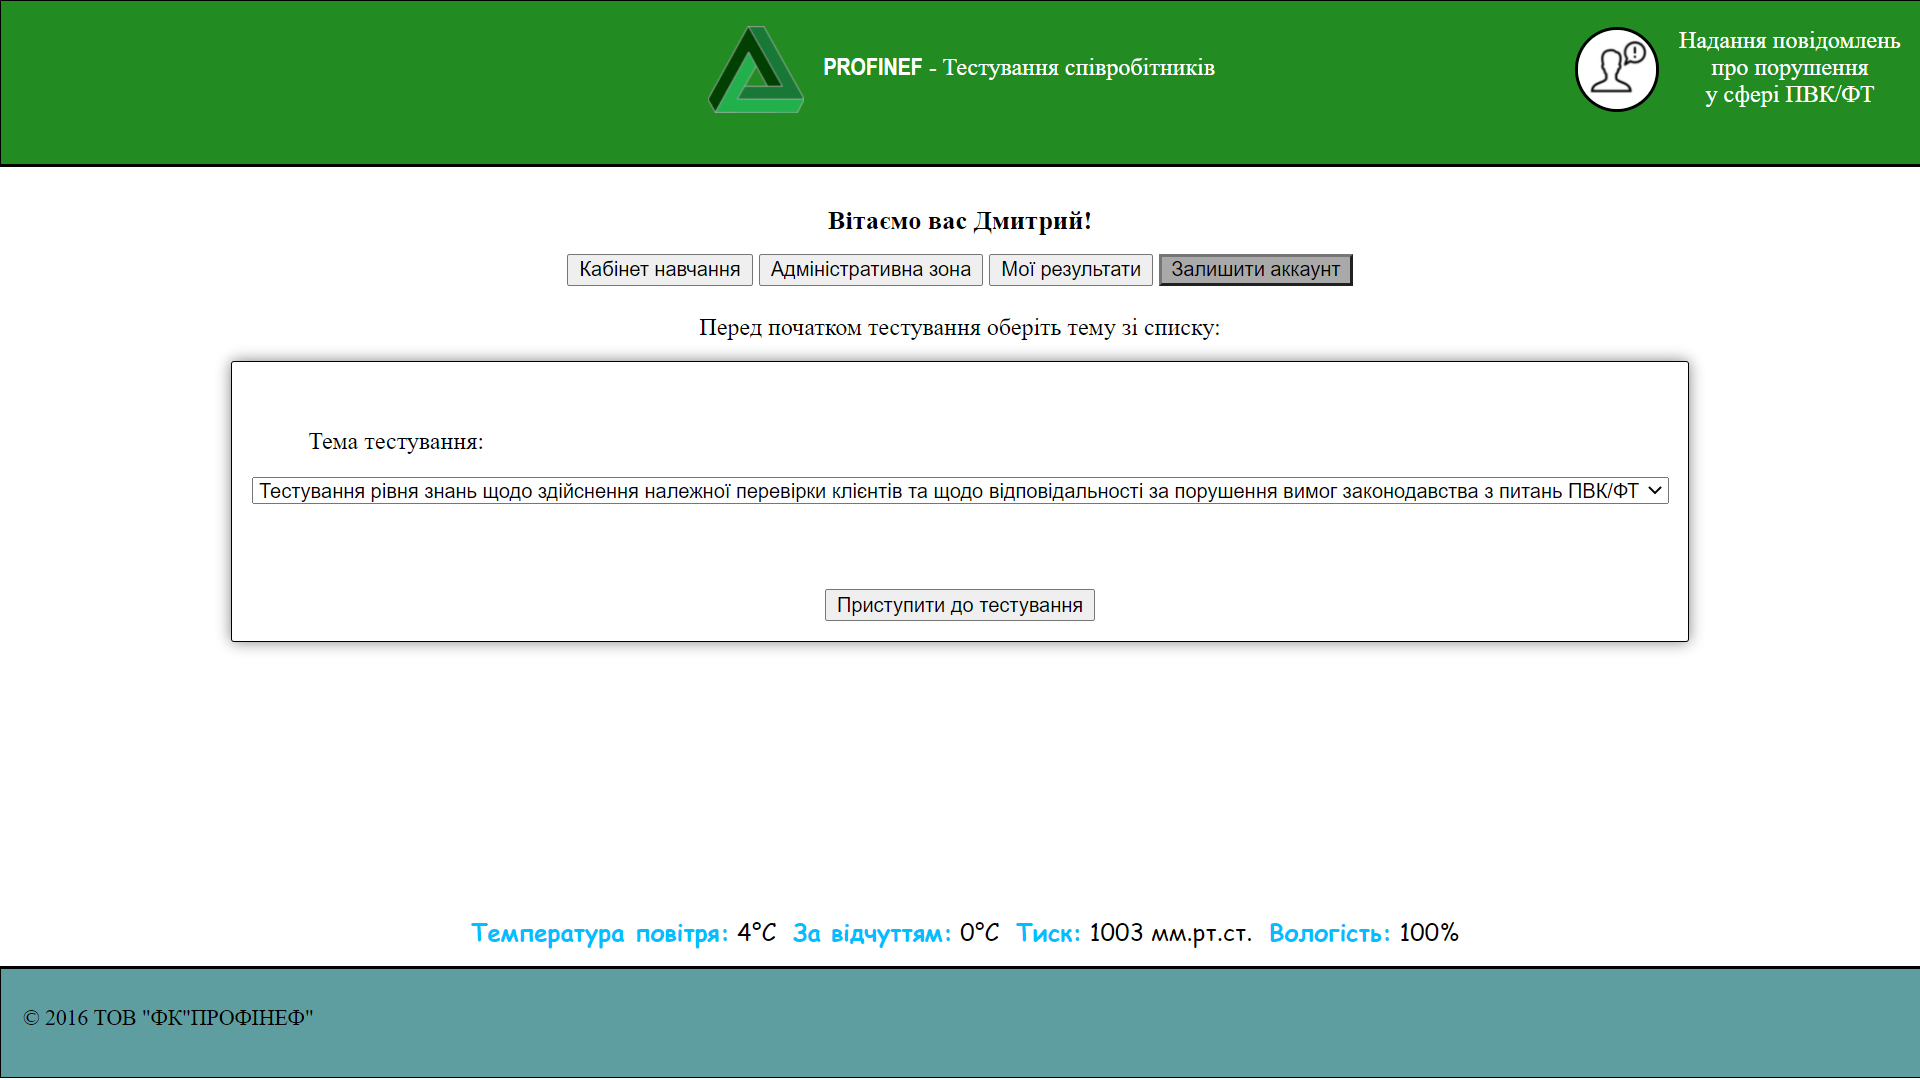 PROFINEF - Тестування співробітників
Надання повідомлень
про порушення
у сфері ПВК/ФТ
Вітаємо вас Дмитрий!
Кабінет навчання
Адміністративна зона
Мої результати
Залишити аккаунт
Перед початком тестування оберіть тему зі списку:
Тема тестування:
Тестування рівня знань щодо здійснення належної перевірки клієнтів та щодо відповідальності за порушення вимог законодавства з питань ПВК/ФТ
Приступити до тестування
Температура повітря: 4°C За відчуттям: 0°C Тиск: 1003 мм.рт.ст. Вологість: 100%
© 2016 ТОВ "ФК"ПРОФІНЕФ"